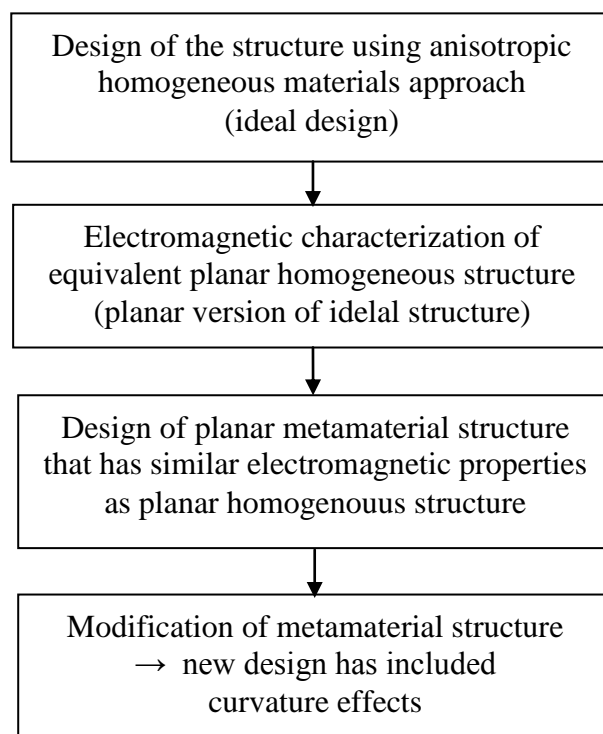 Design of the structure using anisotropic
homogeneous materials approach
(ideal design)
Electromagnetic characterization of
equivalent planar homogeneous structure
(planar version of idelal structure)
Design of planar metamaterial structure
that has similar electromagnetic properties
as planar homogenouus structure
Modification of metamaterial structure
→ new design has included
curvature effects